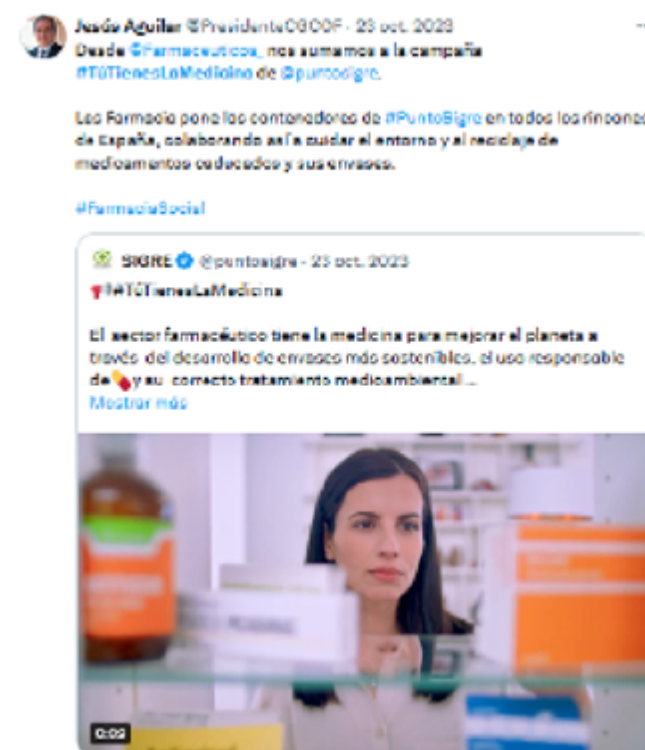 Jesús Aguilar @PresidenteCGCOF · 23 oct. 2023
Desde @Farmaceuticos_ nos sumamos a la campaña
#TúTienesLaMedicina de @puntosigre.
Las Farmacia pone los contenedores de #PuntoSigre en todos los rincones
de España, colaborando así a cuidar el entorno y al reciclaje de
medicamentos caducados y sus envases.
#FarmaciaSocial
SIGRE @puntosigre · 23 oct. 2023
#TúTienesLaMedicina
El sector farmacéutico tiene la medicina para mejorar el planeta a
través del desarrollo de envases más sostenibles, el uso responsable
de y su correcto tratamiento medioambiental ...
Mostrar más
0:09